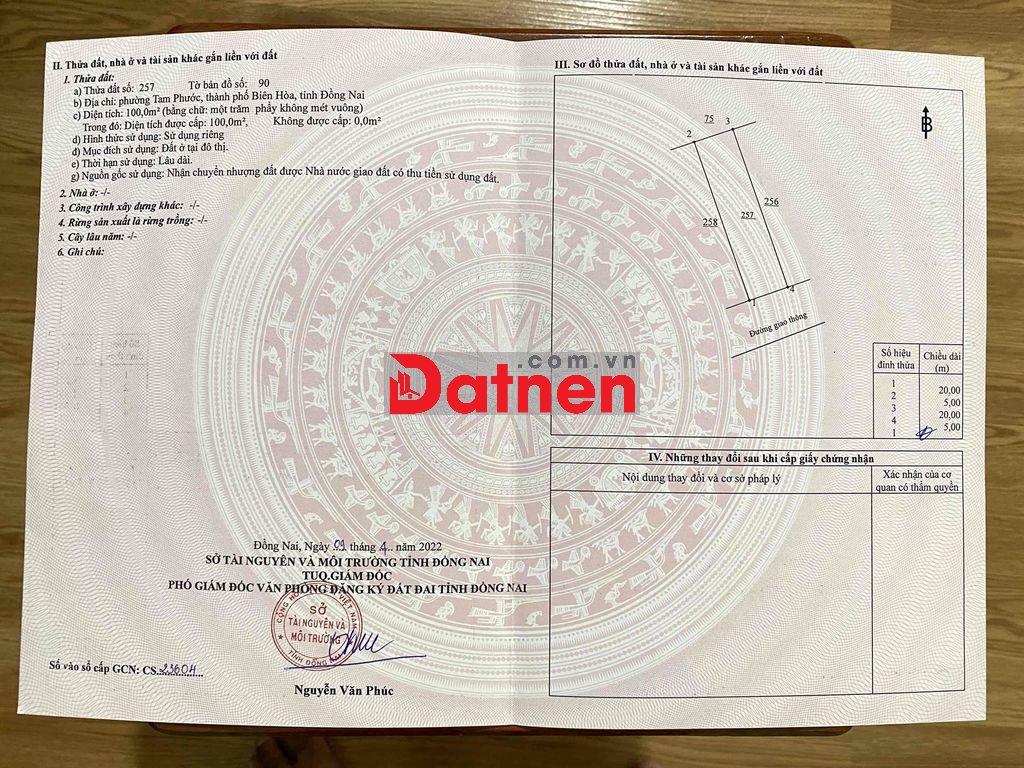 II. Thửa đất, nhà ở và tài sản khác gắn liền với đất
1. Thửa đất:
a) Thửa đất số: 257 Tờ bản đồ số: 90
b) Địa chỉ: phường Tam Phước, thành phố Biên Hòa, tỉnh Đồng Nai
c) Diện tích: 100,0m² (bằng chữ: một trăm phẩy không mét vuông)
Trong đó: Diện tích được cấp: 100,0m², Không được cấp: 0,0m²
d) Hình thức sử dụng: Sử dụng riêng
đ) Mục đích sử dụng: Đất ở tại đô thị.
e) Thời hạn sử dụng: Lâu dài.
g) Nguồn gốc sử dụng: Nhận chuyển nhượng đất được Nhà nước giao đất có thu tiền sử dụng đất.
2. Nhà ở: -/-
3. Công trình xây dựng khác: -/-
4. Rừng sản xuất là rừng trồng: -/-
5. Cây lâu năm: -/-
6. Ghi chú:
Đồng Nai, Ngày 09 tháng 4 năm 2022
SỞ TÀI NGUYÊN VÀ MÔI TRƯỜNG TỈNH ĐỒNG NAI
TUQ.GIÁM ĐỐC
PHÓ GIÁM ĐỐC VĂN PHÒNG ĐĂNG KÝ ĐẤT ĐAI TỈNH ĐỒNG NAI
SỞ
TÀI NGUYÊN VÀ
MÔI TRƯỜNG
TỈNH ĐỒNG NAI
Số vào sổ cấp GCN: CS.23604
Nguyễn Văn Phúc
III. Sơ đồ thửa đất, nhà ở và tài sản khác gắn liền với đất
B
75
2 3
258 257 256
1 4
Đường giao thông
Số hiệu đỉnh thửa Chiều dài (m)
1
20,00
2
5,00
3
20,00
4
5,00
1
IV. Những thay đổi sau khi cấp giấy chứng nhận
Nội dung thay đổi và cơ sở pháp lý
Xác nhận của cơ
quan có thẩm quyền
.com.vn
Datnen